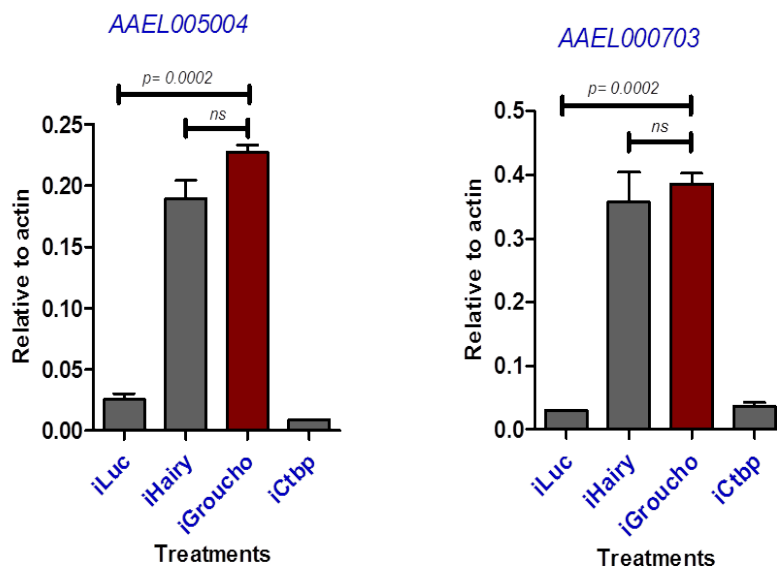 AAEL005004
p= 0.0002
ns
0.25
0.20
0.15
0.10
0.05
0.00
Relative to actin
iLuc
iHairy
iGroucho
iCtbp
Treatments
AAEL000703
p= 0.0002
ns
0.5
0.4
0.3
0.2
0.1
0.0
Relative to actin
iLuc
iHairy
iGroucho
iCtbp
Treatments